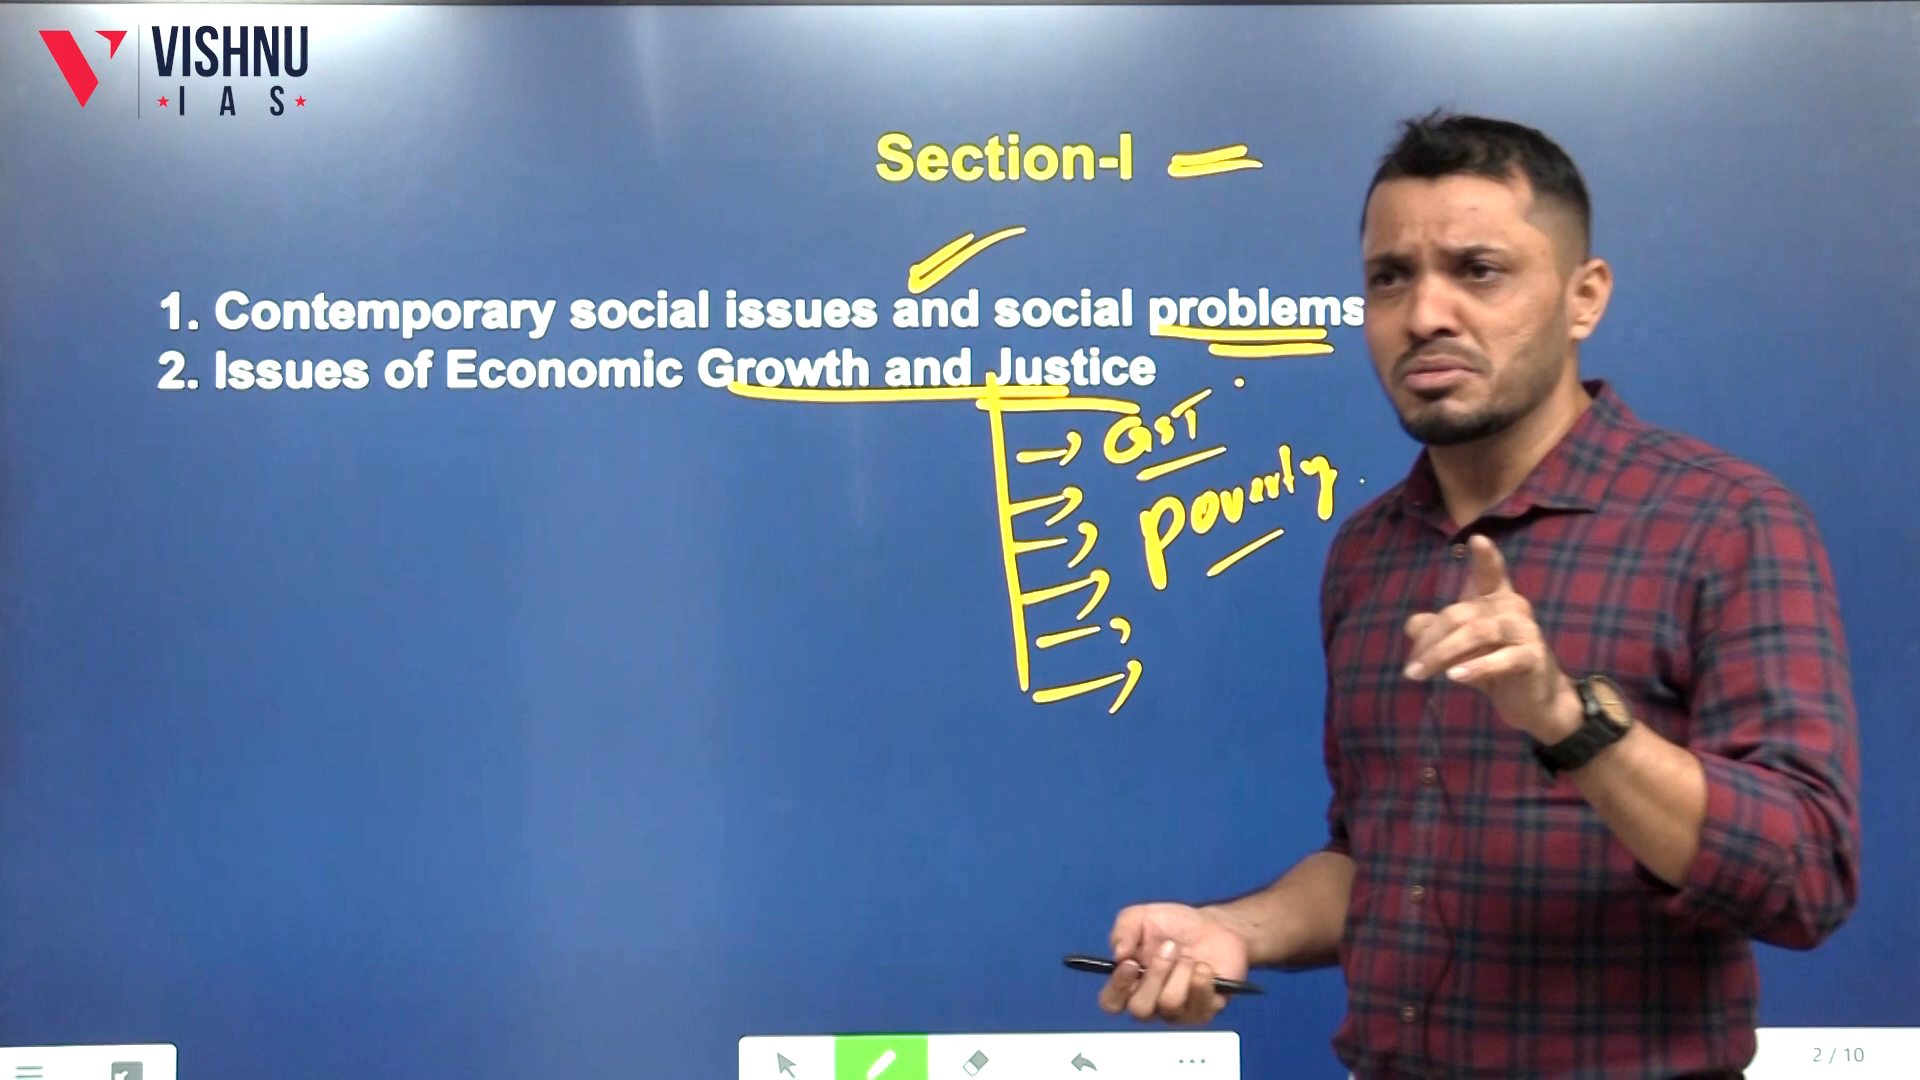 VISHNU
IAS
Section-I
1. Contemporary social issues and social problems
2. Issues of Economic Growth and Justice
GST
Poverty
2 / 10